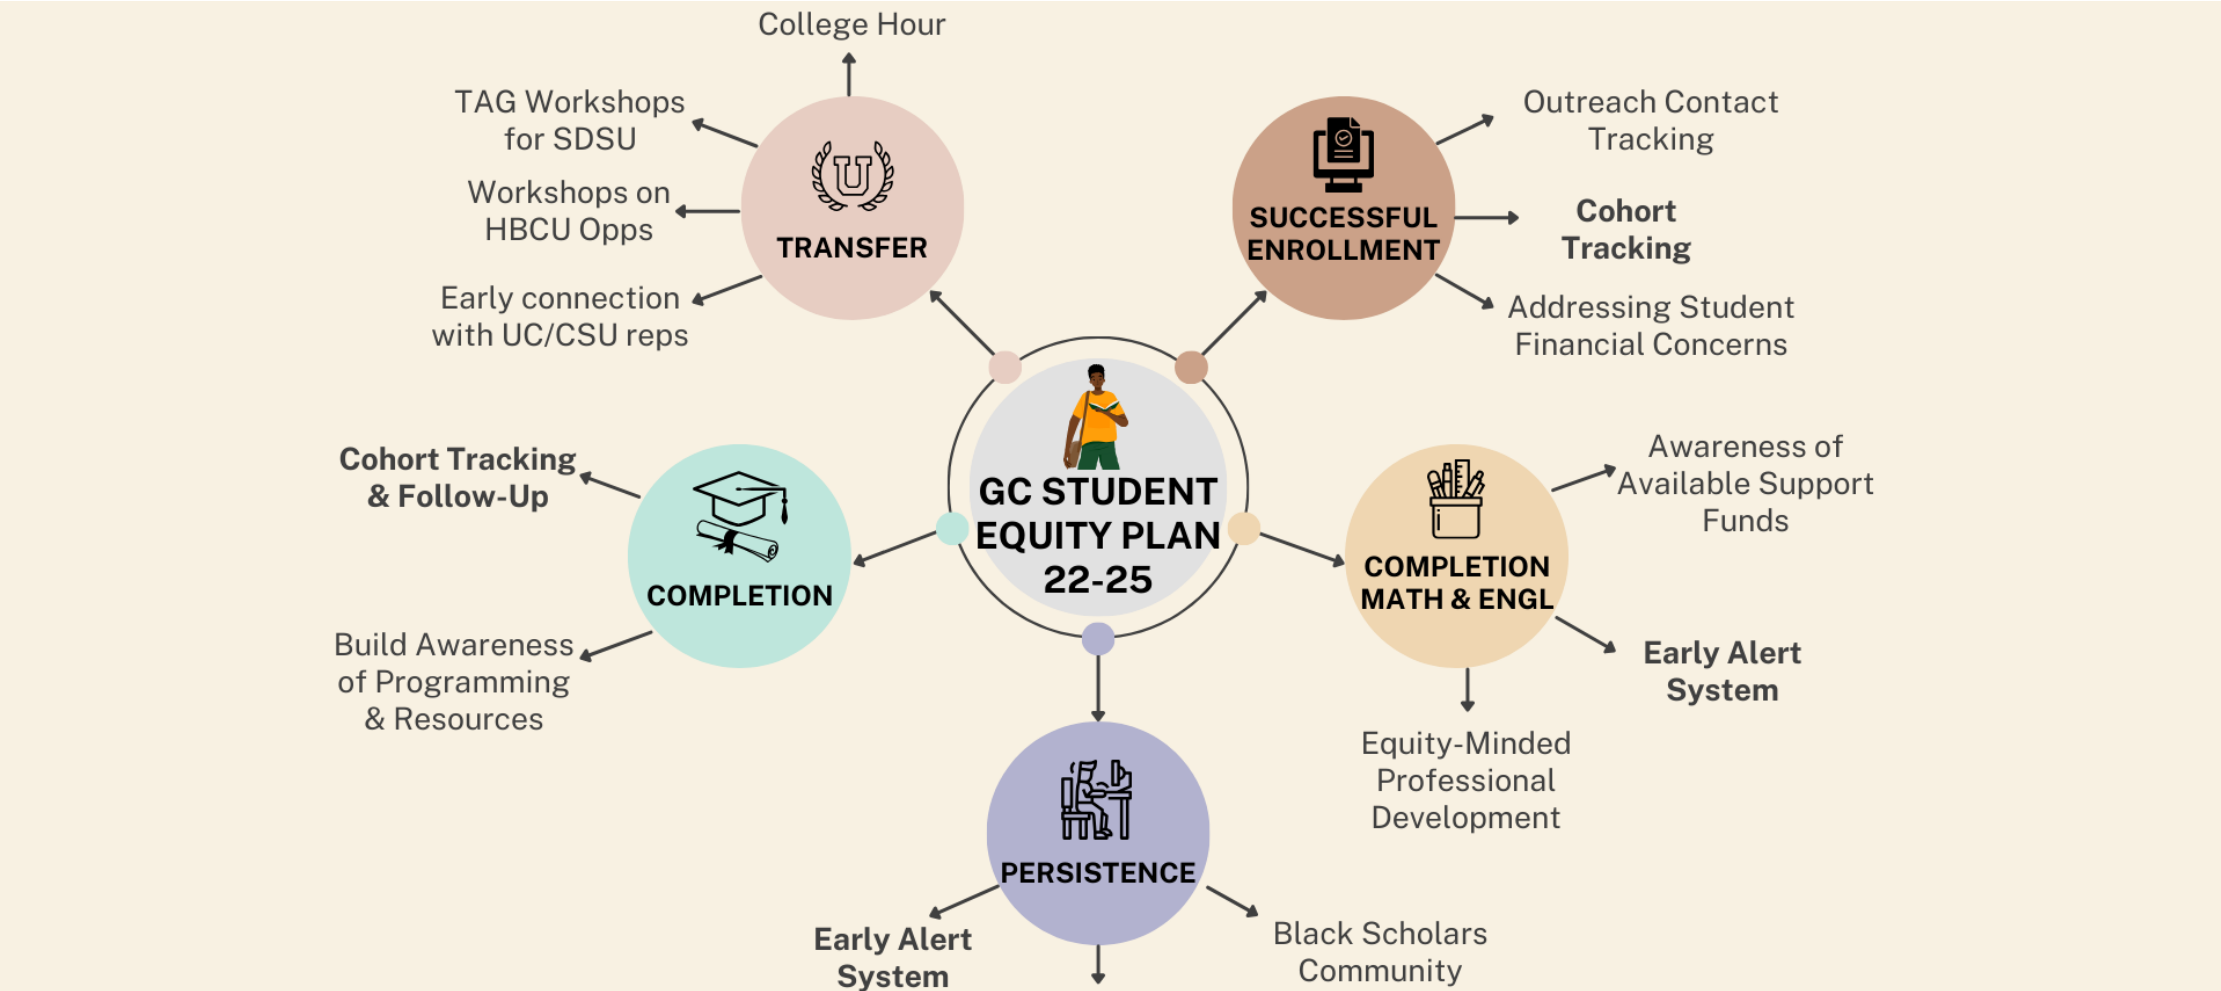 College Hour
TAG Workshops
for SDSU
Workshops on
HBCU Opps
Early connection
with UC/CSU reps
U
TRANSFER
SUCCESSFUL
ENROLLMENT
Outreach Contact
Tracking
Cohort
Tracking
Addressing Student
Financial Concerns
GC STUDENT
EQUITY PLAN
22-25
Cohort Tracking
& Follow-Up
COMPLETION
Build Awareness
of Programming
& Resources
COMPLETION
MATH & ENGL
Awareness of
Available Support
Funds
Early Alert
System
Equity-Minded
Professional
Development
PERSISTENCE
Early Alert
System
Black Scholars
Community